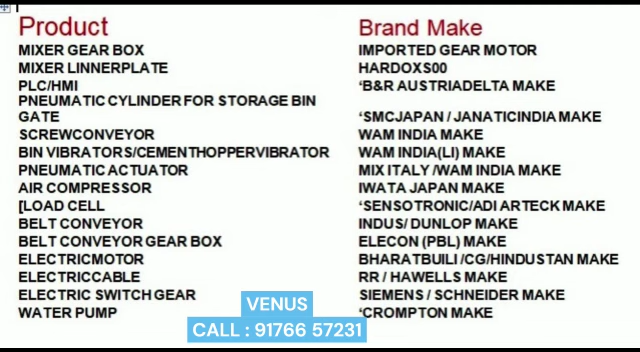 Product Brand Make
MIXER GEAR BOX IMPORTED GEAR MOTOR
MIXER LINNERPLATE HARDOXS00
PLC/HMI ‘B&R AUSTRIADELTA MAKE
PNEUMATIC CYLINDER FOR STORAGE BIN
GATE ‘SMCJAPAN / JANATICINDIA MAKE
SCREWCONVEYOR WAM INDIA MAKE
BIN VIBRATORS/CEMENTHOPPERVIBRATOR WAM INDIA(LI) MAKE
PNEUMATIC ACTUATOR MIX ITALY /WAM INDIA MAKE
AIR COMPRESSOR IWATA JAPAN MAKE
[LOAD CELL ‘SENSOTRONIC/ADI ARTECK MAKE
BELT CONVEYOR INDUS/ DUNLOP MAKE
BELT CONVEYOR GEAR BOX ELECON (PBL) MAKE
ELECTRICMOTOR BHARATBUILI /CG/HINDUSTAN MAKE
ELECTRICCABLE RR / HAWELLS MAKE
ELECTRIC SWITCH GEAR SIEMENS / SCHNEIDER MAKE
WATER PUMP ‘CROMPTON MAKE
VENUS
CALL : 91766 57231